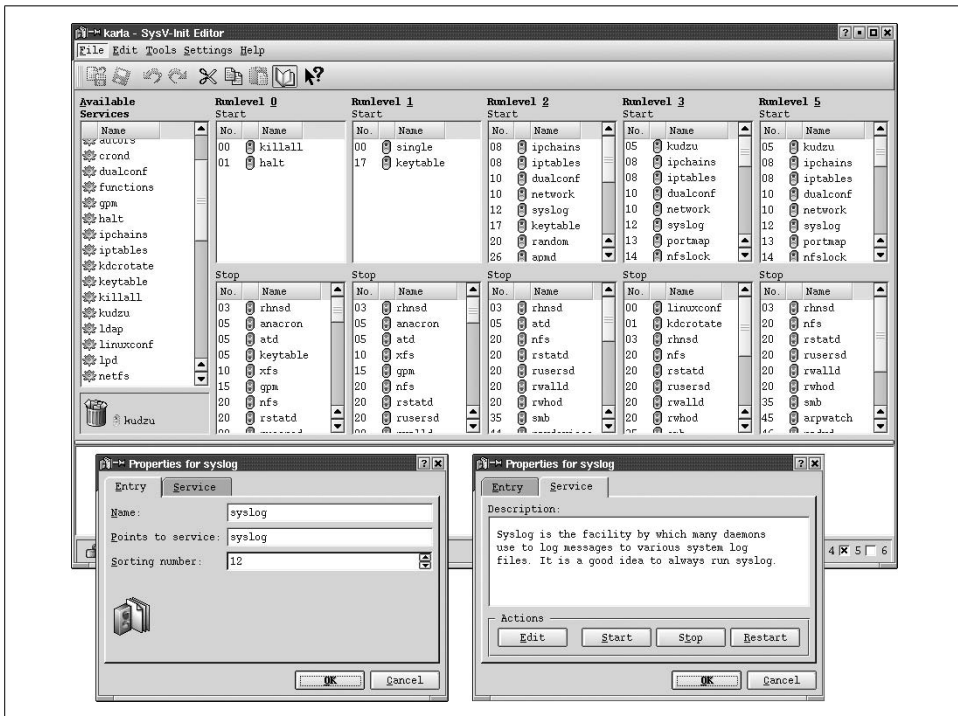 karla - SysV-Init Editor
File Edit Tools Settings Help
Available Services
Name
autofs
crond
dualconf
functions
gpm
halt
ipchains
iptables
kdcrotate
keytable
killall
kudzu
ldap
linuxconf
lpd
netfs
kudzu
Runlevel 0
Start
No. Name
00 killall
01 halt
Stop
No. Name
03 rhnsd
05 anacron
05 atd
05 keytable
10 xfs
15 gpm
20 nfs
20 rstatd
Runlevel 1
Start
No. Name
00 single
17 keytable
Stop
No. Name
03 rhnsd
05 anacron
05 atd
10 xfs
15 gpm
20 nfs
20 rstatd
20 rusersd
Runlevel 2
Start
No. Name
08 ipchains
08 iptables
10 dualconf
10 network
12 syslog
17 keytable
20 random
26 apmd
Stop
No. Name
03 rhnsd
05 atd
20 nfs
20 rstatd
20 rusersd
20 rwalld
20 rwhod
35 smb
Runlevel 3
Start
No. Name
05 kudzu
08 ipchains
08 iptables
10 dualconf
10 network
12 syslog
13 portmap
14 nfslock
Stop
No. Name
00 linuxconf
01 kdcrotate
03 rhnsd
20 nfs
20 rstatd
20 rusersd
20 rwalld
20 rwhod
Runlevel 5
Start
No. Name
05 kudzu
08 ipchains
08 iptables
10 dualconf
10 network
12 syslog
13 portmap
14 nfslock
Stop
No. Name
03 rhnsd
20 nfs
20 rstatd
20 rusersd
20 rwalld
20 rwhod
35 smb
45 arpwatch
4 5 6
Properties for syslog
Entry Service
Name: syslog
Points to service: syslog
Sorting number: 12
OK Cancel
Properties for syslog
Entry Service
Description:
Syslog is the facility by which many daemons
use to log messages to various system log
files. It is a good idea to always run syslog.
Actions
Edit Start Stop Restart
OK Cancel